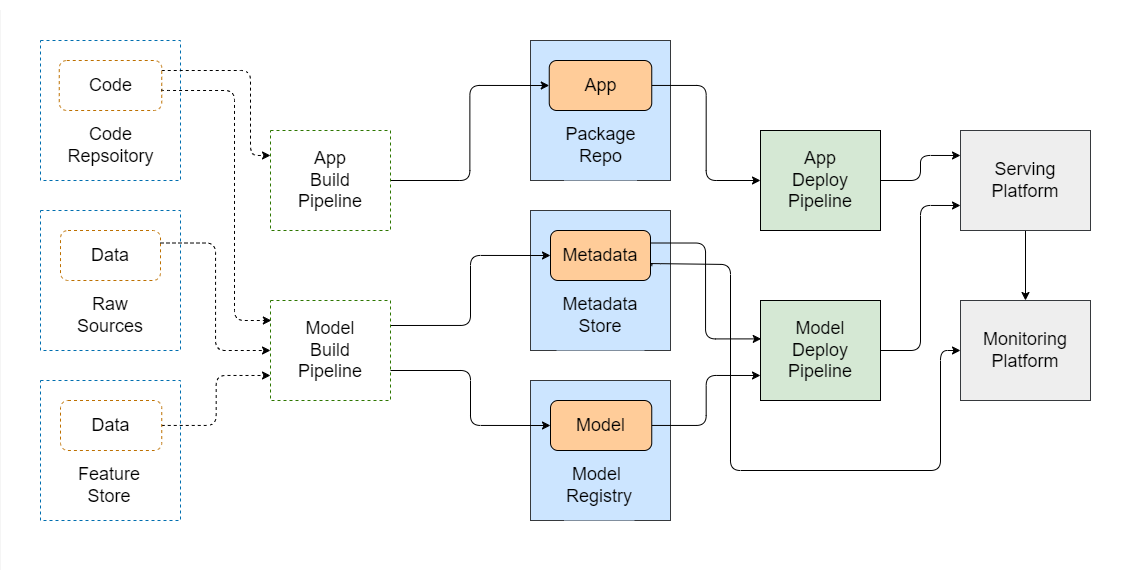 Code
Code
Repsoitory
Data
Raw
Sources
Data
Feature
Store
App
Build
Pipeline
Model
Build
Pipeline
App
Package
Repo
Metadata
Metadata
Store
Model
Model
Registry
App
Deploy
Pipeline
Model
Deploy
Pipeline
Serving
Platform
Monitoring
Platform